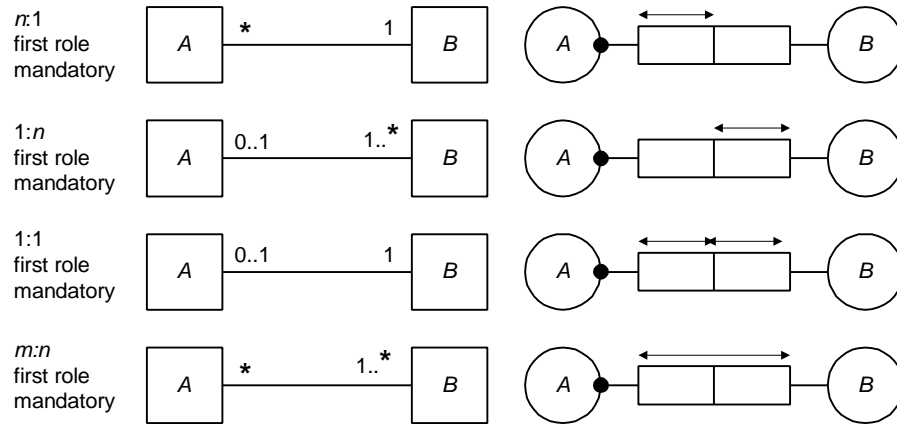 n:1
first role
mandatory
A * 1 B A B
1:n
first role
mandatory
A 0..1 1..* B A B
1:1
first role
mandatory
A 0..1 1 B A B
m:n
first role
mandatory
A * 1..* B A B